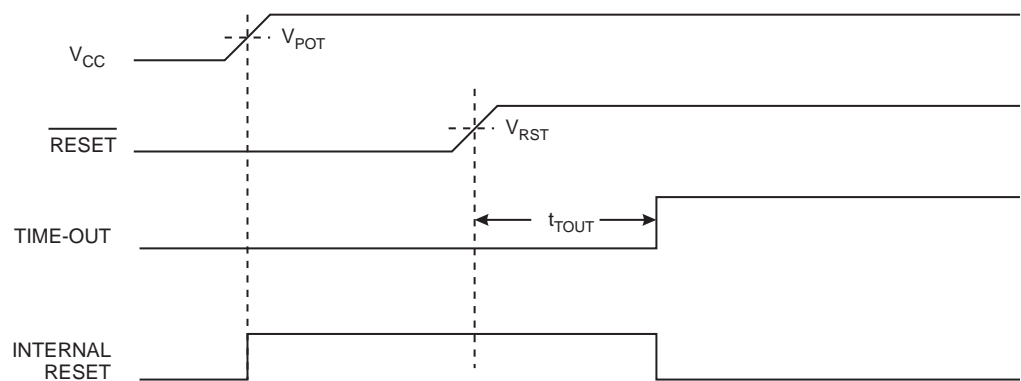 V_CC
V_POT
RESET
V_RST
t_TOUT
TIME-OUT
INTERNAL
RESET